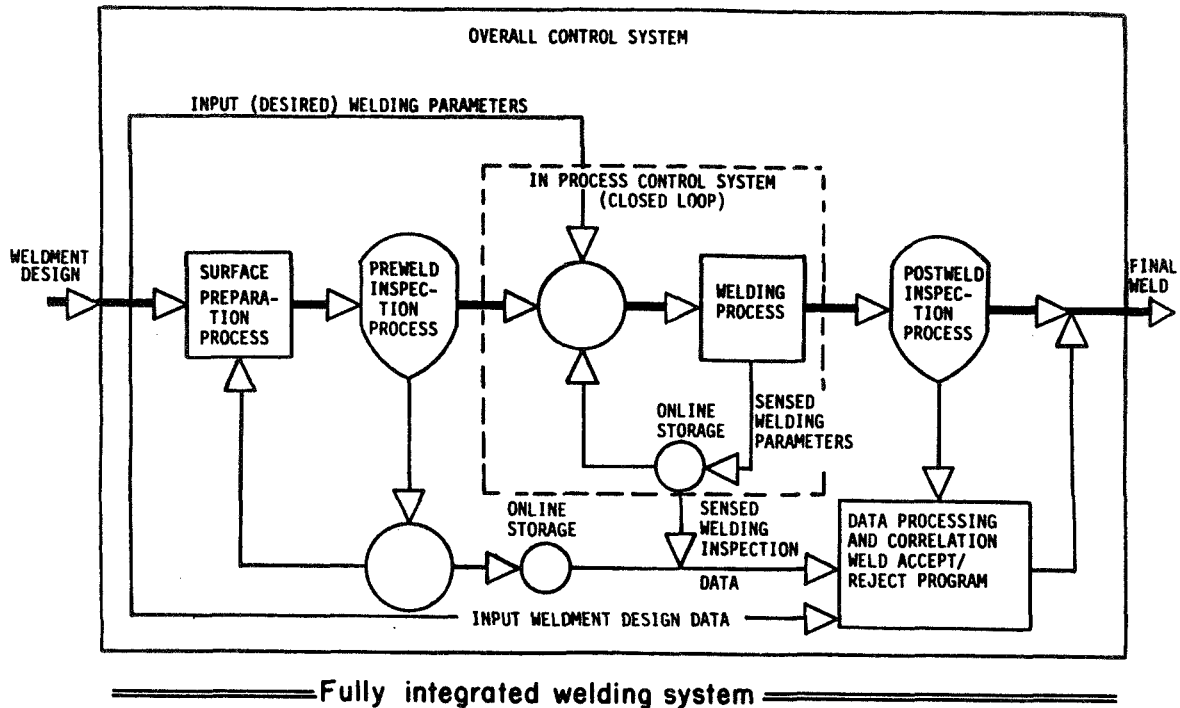 OVERALL CONTROL SYSTEM
INPUT (DESIRED) WELDING PARAMETERS
IN PROCESS CONTROL SYSTEM
(CLOSED LOOP)
WELDMENT
DESIGN
SURFACE
PREPARA-
TION
PROCESS
PREWELD
INSPEC-
TION
PROCESS
WELDING
PROCESS
POSTWELD
INSPEC-
TION
PROCESS
FINAL
WELD
ONLINE
STORAGE
SENSED
WELDING
PARAMETERS
ONLINE
STORAGE
SENSED
WELDING
INSPECTION
DATA
DATA PROCESSING
AND CORRELATION
WELD ACCEPT/
REJECT PROGRAM
INPUT WELDMENT DESIGN DATA
Fully integrated welding system